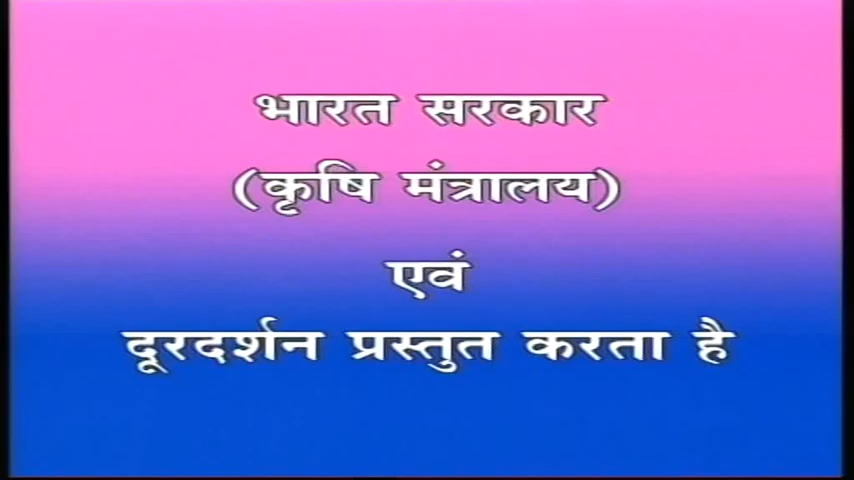 भारत सरकार
(कृषि मंत्रालय)
एवं
दूरदर्शन प्रस्तुत करता है